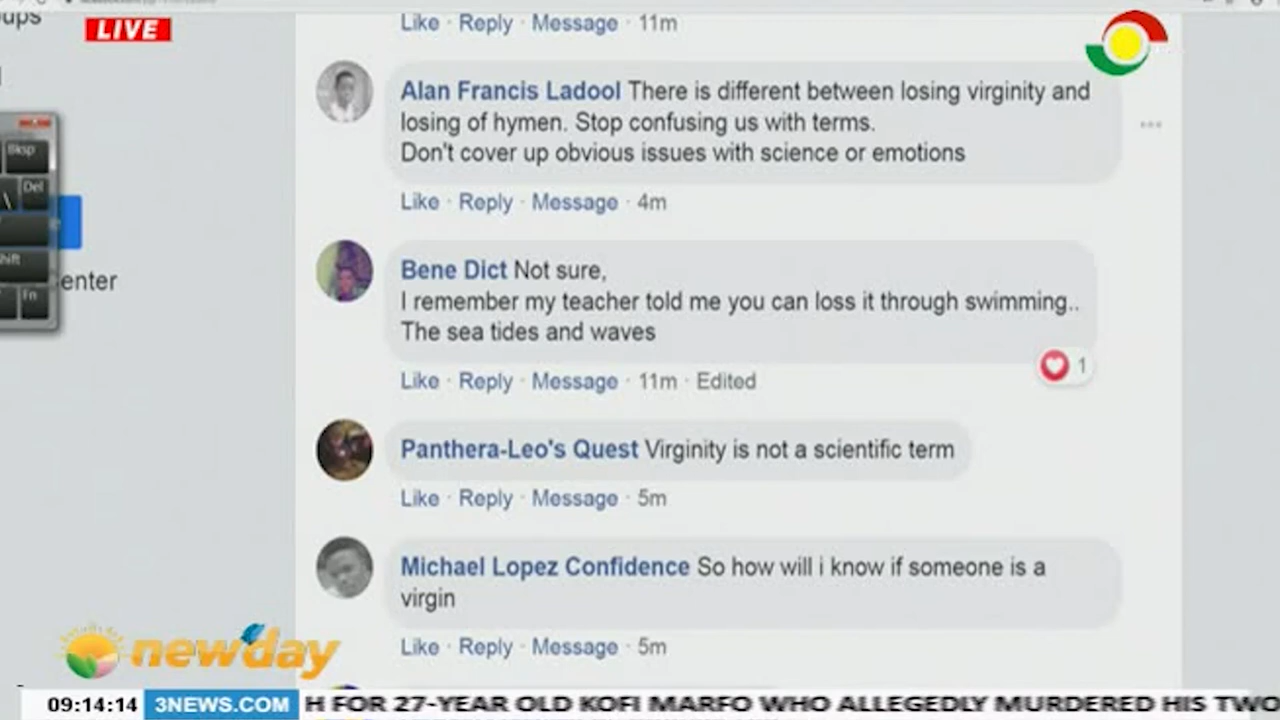 LIVE
Like · Reply · Message · 11m
Alan Francis Ladool There is different between losing virginity and
losing of hymen. Stop confusing us with terms.
Don't cover up obvious issues with science or emotions
Like · Reply · Message · 4m
Bksp
Del
\
Fn
enter
Bene Dict Not sure,
I remember my teacher told me you can loss it through swimming..
The sea tides and waves
1
Like · Reply · Message · 11m · Edited
Panthera-Leo's Quest Virginity is not a scientific term
Like · Reply · Message · 5m
Michael Lopez Confidence So how will i know if someone is a
virgin
Like · Reply · Message · 5m
newday
09:14:14 3NEWS.COM H FOR 27-YEAR OLD KOFI MARFO WHO ALLEGEDLY MURDERED HIS TWO